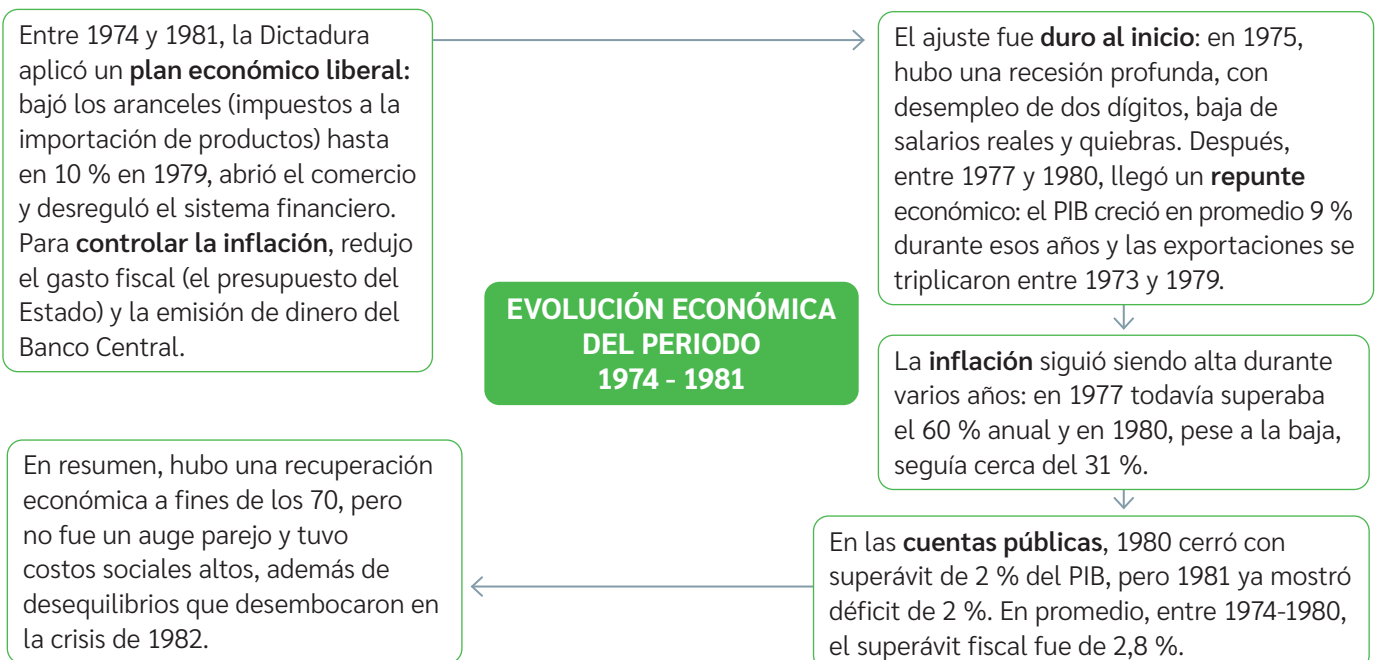 Entre 1974 y 1981, la Dictadura
aplicó un plan económico liberal:
bajó los aranceles (impuestos a la
importación de productos) hasta
en 10 % en 1979, abrió el comercio
y desreguló el sistema financiero.
Para controlar la inflación, redujo
el gasto fiscal (el presupuesto del
Estado) y la emisión de dinero del
Banco Central.
El ajuste fue duro al inicio: en 1975,
hubo una recesión profunda, con
desempleo de dos dígitos, baja de
salarios reales y quiebras. Después,
entre 1977 y 1980, llegó un repunte
económico: el PIB creció en promedio 9 %
durante esos años y las exportaciones se
triplicaron entre 1973 y 1979.
EVOLUCIÓN ECONÓMICA
DEL PERIODO
1974 - 1981
La inflación siguió siendo alta durante
varios años: en 1977 todavía superaba
el 60 % anual y en 1980, pese a la baja,
seguía cerca del 31 %.
En las cuentas públicas, 1980 cerró con
superávit de 2 % del PIB, pero 1981 ya mostró
déficit de 2 %. En promedio, entre 1974-1980,
el superávit fiscal fue de 2,8 %.
En resumen, hubo una recuperación
económica a fines de los 70, pero
no fue un auge parejo y tuvo
costos sociales altos, además de
desequilibrios que desembocaron en
la crisis de 1982.